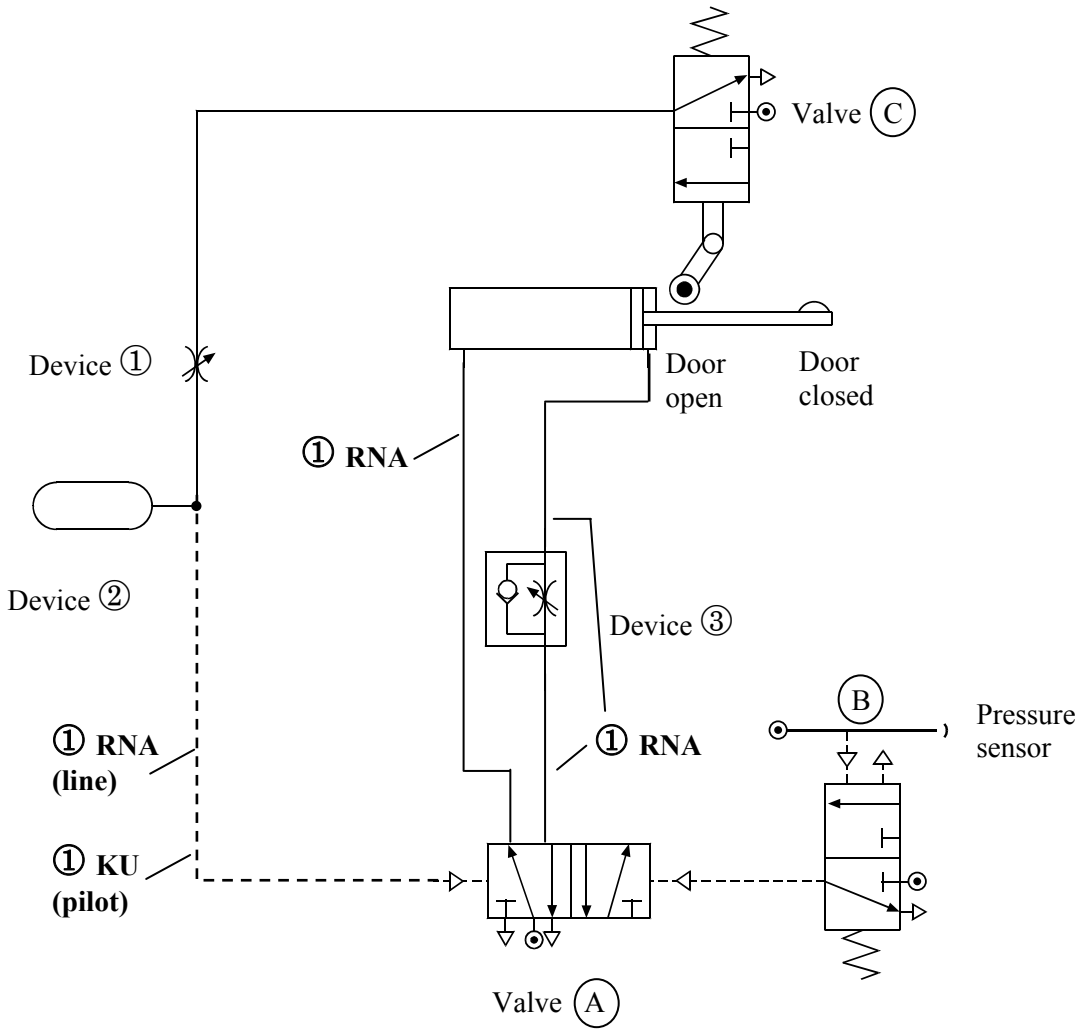 Valve Ⓒ
Device ①
Door
open
Door
closed
① RNA
Device ②
Device ③
Ⓑ
Pressure
sensor
① RNA
(line)
① RNA
① KU
(pilot)
Valve Ⓐ